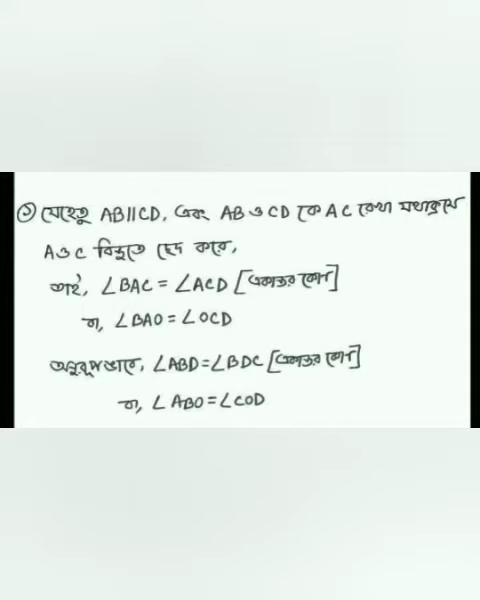 ① যেহেতু AB∥CD, এবং AB ও CD কে AC রেখা যথাক্রমে
A ও C বিন্দুতে ছেদ করে,
তাই, ∠BAC = ∠ACD [একান্তর কোণ]
বা, ∠BAO = ∠OCD
অনুরূপভাবে, ∠ABD = ∠BDC [একান্তর কোণ]
বা, ∠ABO = ∠COD